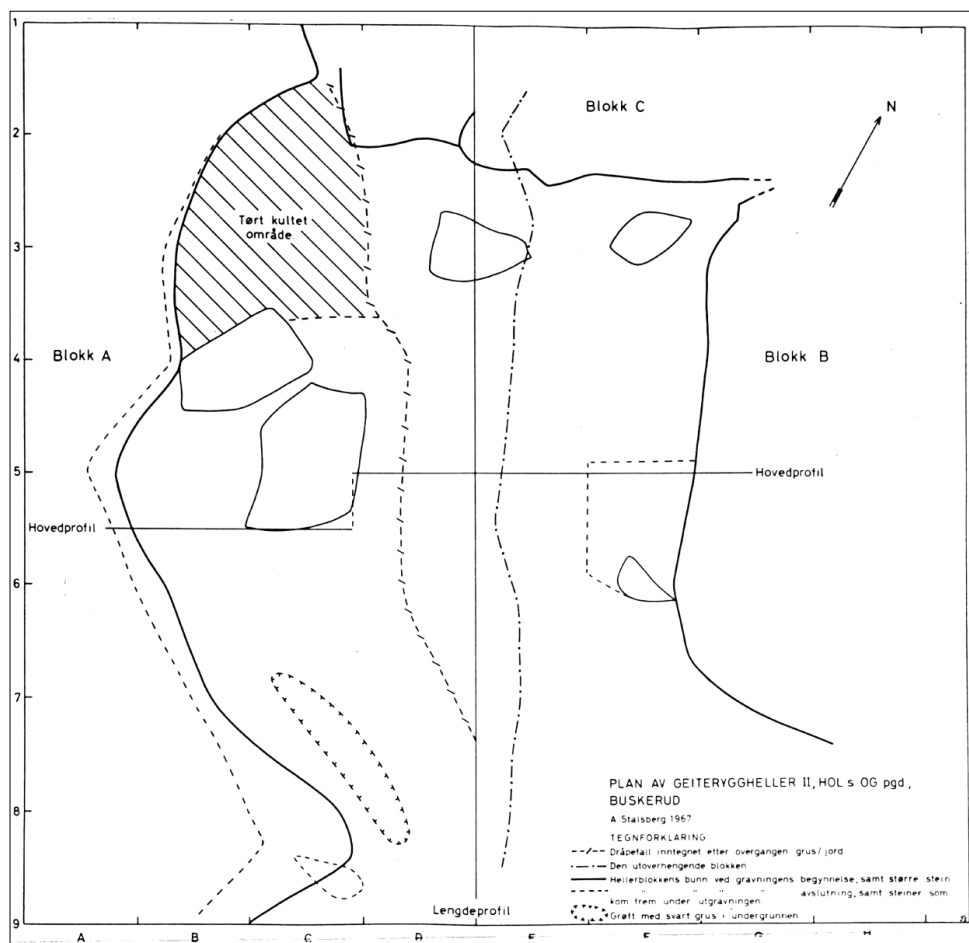 1
Blokk C
N
2
Tørt kultet
område
3
Blokk A
Blokk B
4
5
Hovedprofil
Hovedprofil
6
7
PLAN AV GEITERYGGHELLER II, HOL s OG pgd,
BUSKERUD
8
A Stalsberg 1967
TEGNFORKLARING
Dråpefall inntegnet etter overgangen grus/jord
Den utoverhengende blokken
Hellerblokkens bunn ved gravningens begynnelse, samt større stein
" " " " avslutning, samt steiner som
kom frem under utgravningen
Lengdeprofil
Grøft med svart grus i undergrunnen
9
A B C D E F G H